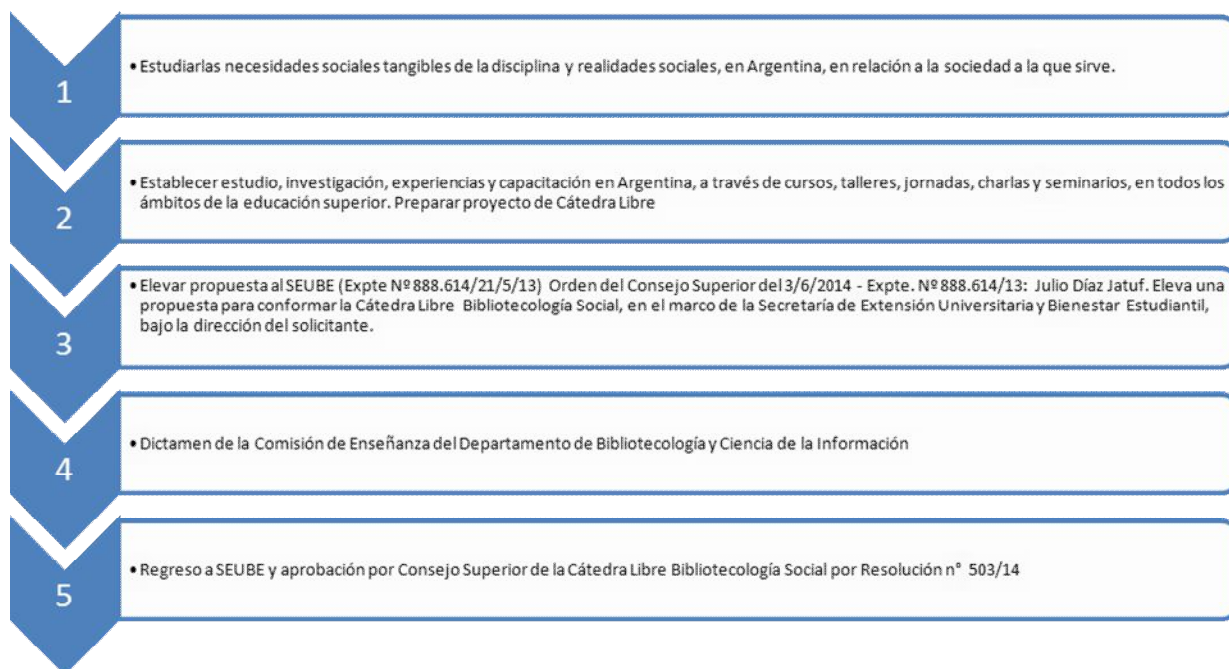 1
• Estudiarlas necesidades sociales tangibles de la disciplina y realidades sociales, en Argentina, en relación a la sociedad a la que sirve.
2
• Establecer estudio, investigación, experiencias y capacitación en Argentina, a través de cursos, talleres, jornadas, charlas y seminarios, en todos los
ámbitos de la educación superior. Preparar proyecto de Cátedra Libre
3
• Elevar propuesta al SEUBE (Expte Nº 888.614/21/5/13) Orden del Consejo Superior del 3/6/2014 - Expte. Nº 888.614/13: Julio Díaz Jatuf. Eleva una
propuesta para conformar la Cátedra Libre Bibliotecología Social, en el marco de la Secretaría de Extensión Universitaria y Bienestar Estudiantil,
bajo la dirección del solicitante.
4
• Dictamen de la Comisión de Enseñanza del Departamento de Bibliotecología y Ciencia de la Información
5
• Regreso a SEUBE y aprobación por Consejo Superior de la Cátedra Libre Bibliotecología Social por Resolución n° 503/14